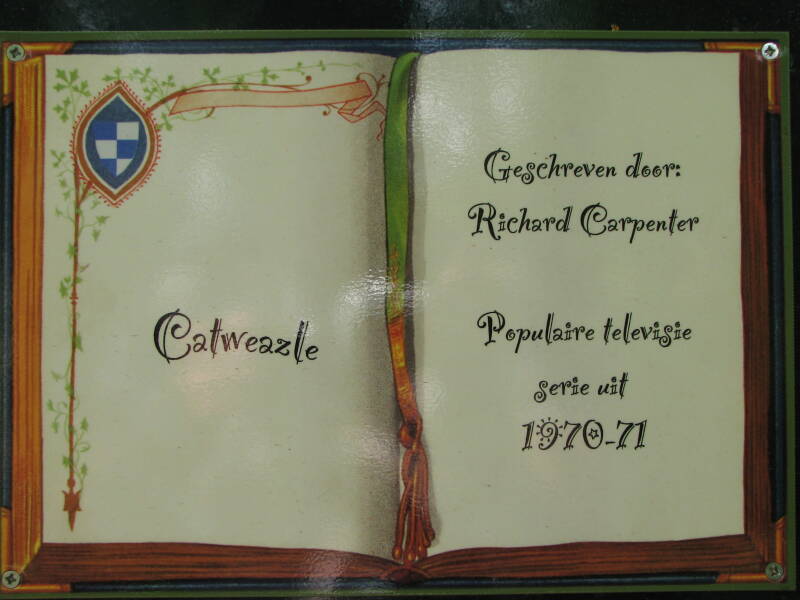 Catweazle
Geschreven door:
Richard Carpenter
Populaire televisie
serie uit
1970-71